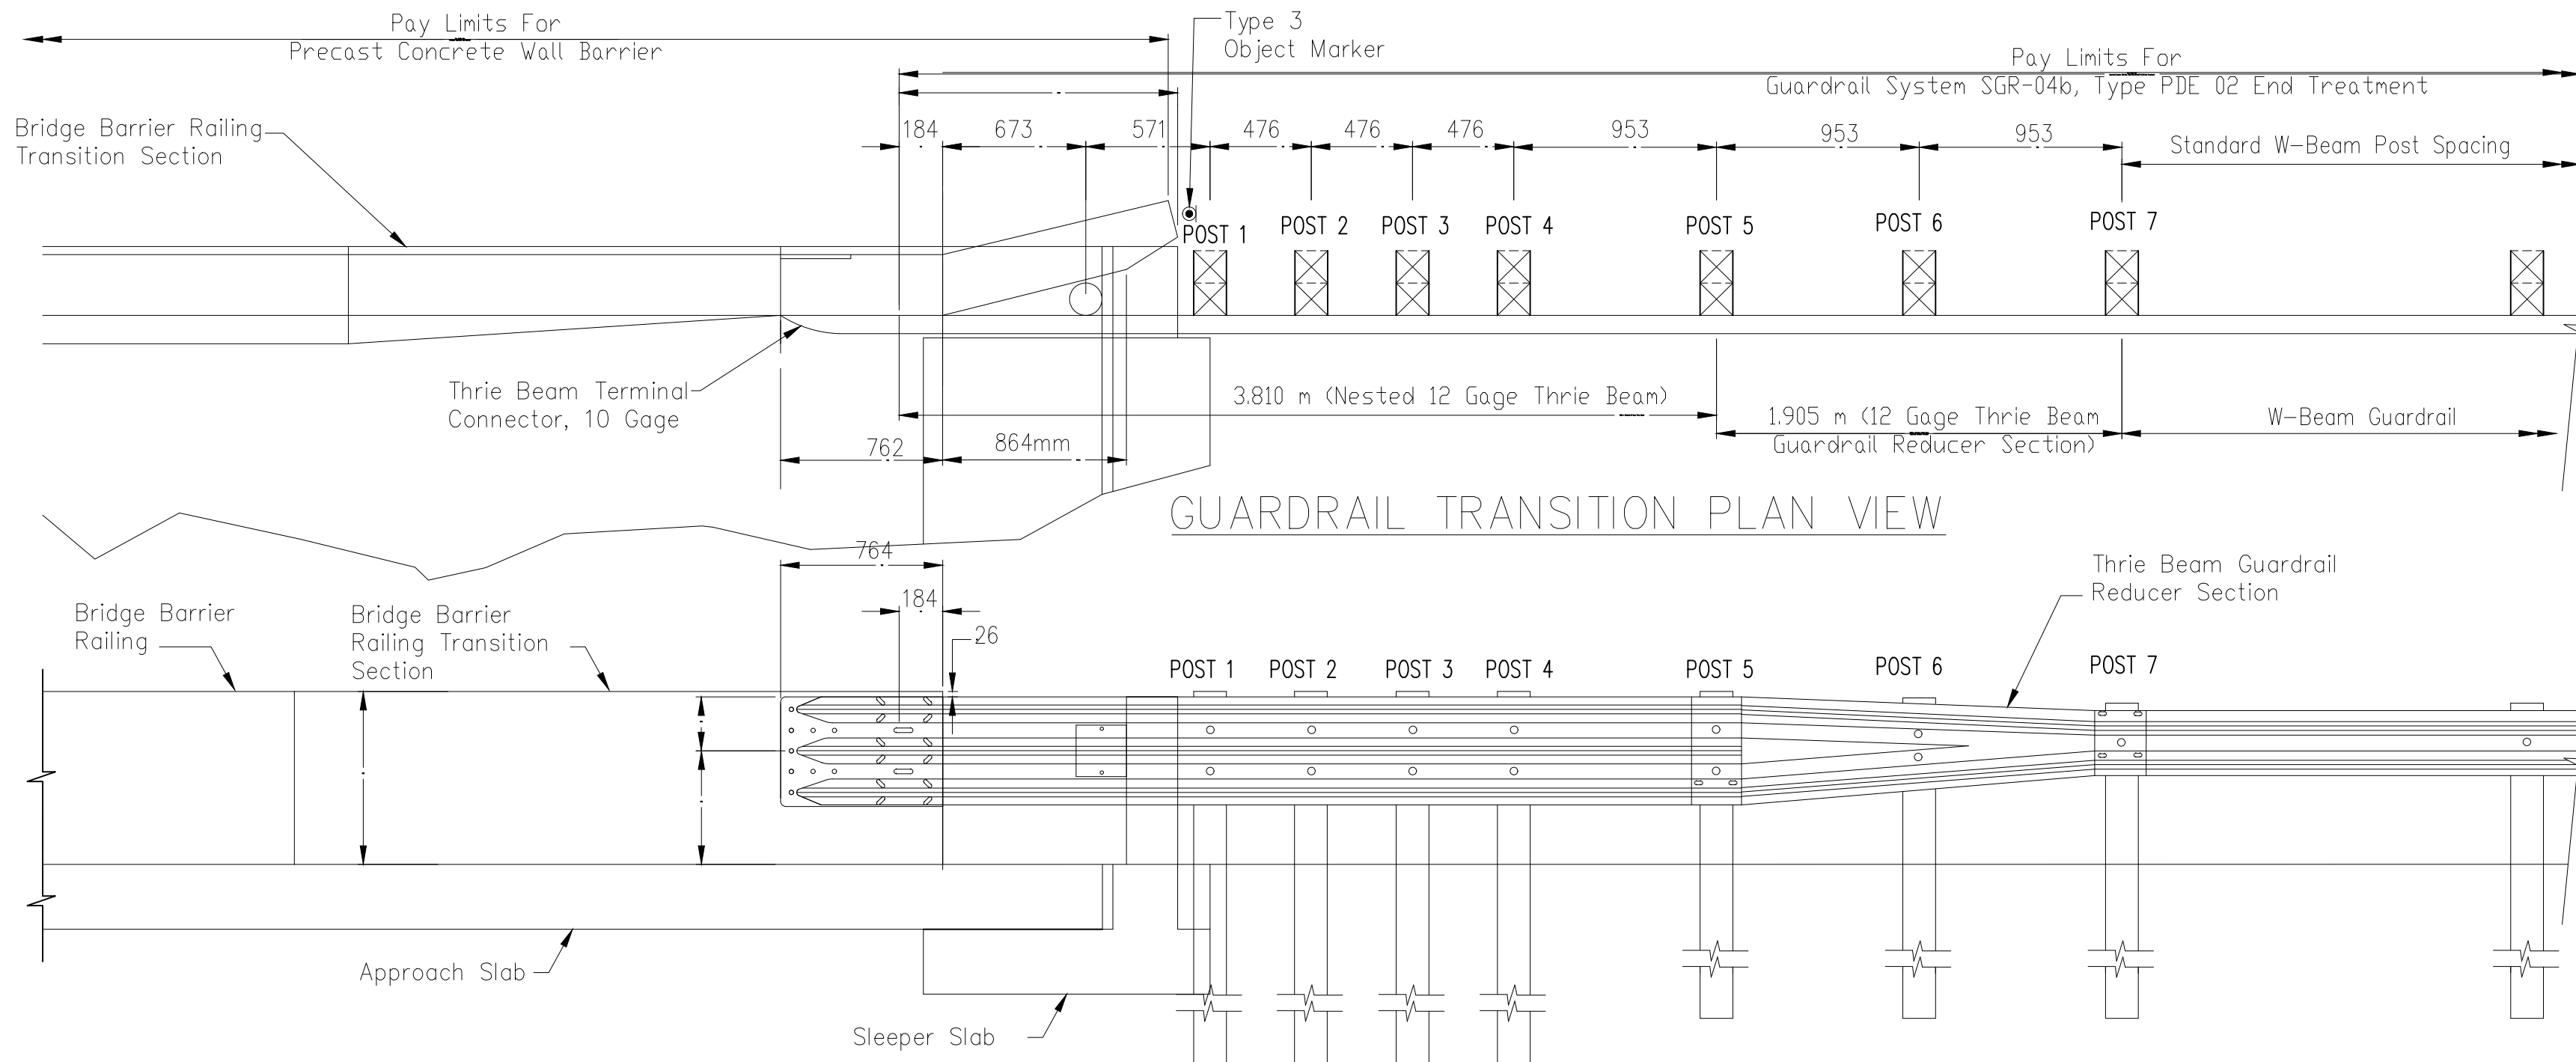 Pay Limits For
Precast Concrete Wall Barrier
Type 3
Object Marker
Pay Limits For
Guardrail System SGR-04b, Type PDE 02 End Treatment
Bridge Barrier Railing
Transition Section
184
673
571
476
476
476
953
953
953
Standard W-Beam Post Spacing
POST 1
POST 2
POST 3
POST 4
POST 5
POST 6
POST 7
Thrie Beam Terminal
Connector, 10 Gage
3.810 m (Nested 12 Gage Thrie Beam)
1.905 m (12 Gage Thrie Beam
Guardrail Reducer Section)
W-Beam Guardrail
762
864mm
GUARDRAIL TRANSITION PLAN VIEW
764
184
26
Thrie Beam Guardrail
Reducer Section
Bridge Barrier
Railing
Bridge Barrier
Railing Transition
Section
POST 1
POST 2
POST 3
POST 4
POST 5
POST 6
POST 7
Approach Slab
Sleeper Slab